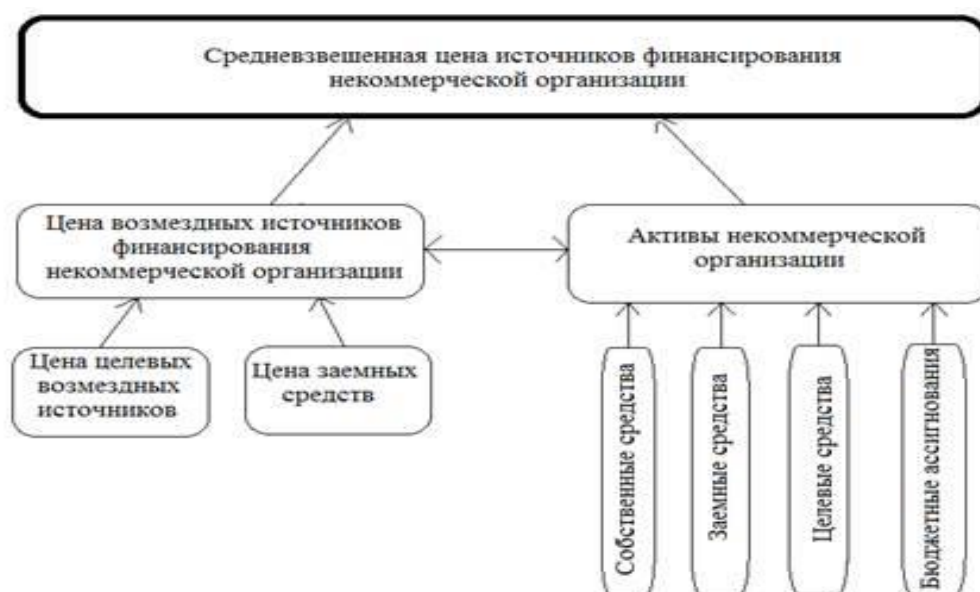 Средневзвешенная цена источников финансирования
некоммерческой организации
Цена возмездных источников
финансирования
некоммерческой организации
Активы некоммерческой
организации
Цена целевых
возмездных
источников
Цена заемных
средств
Собственные средства
Заемные средства
Целевые средства
Бюджетные ассигнования